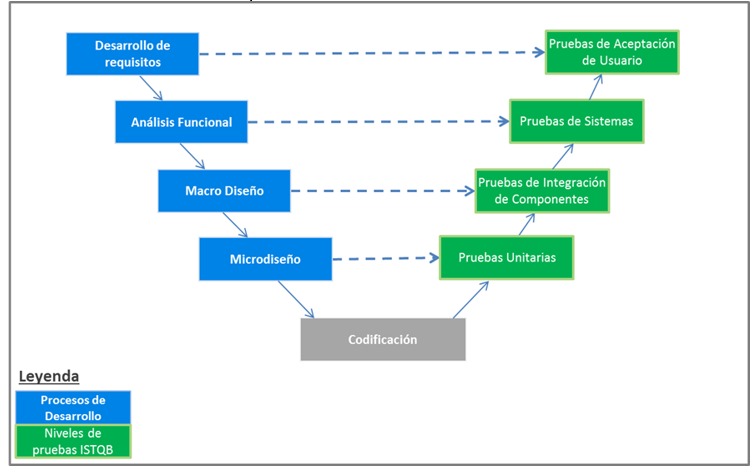 Desarrollo de
requisitos
Pruebas de Aceptación
de Usuario
Análisis Funcional
Pruebas de Sistemas
Macro Diseño
Pruebas de Integración
de Componentes
Microdiseño
Pruebas Unitarias
Codificación
Leyenda
Procesos de
Desarrollo
Niveles de
pruebas ISTQB